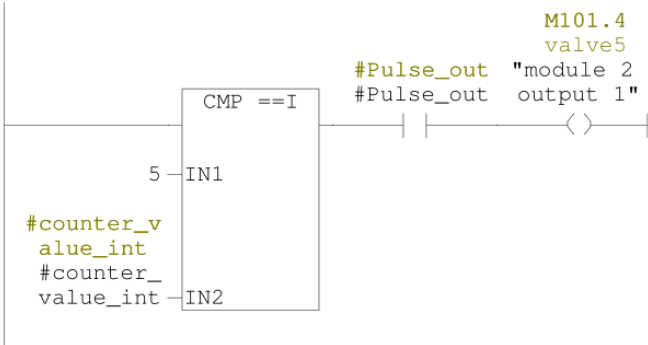 M101.4
valve5
#Pulse_out "module 2
#Pulse_out output 1"
CMP ==I
5 IN1
#counter_v
alue_int
#counter_
value_int IN2